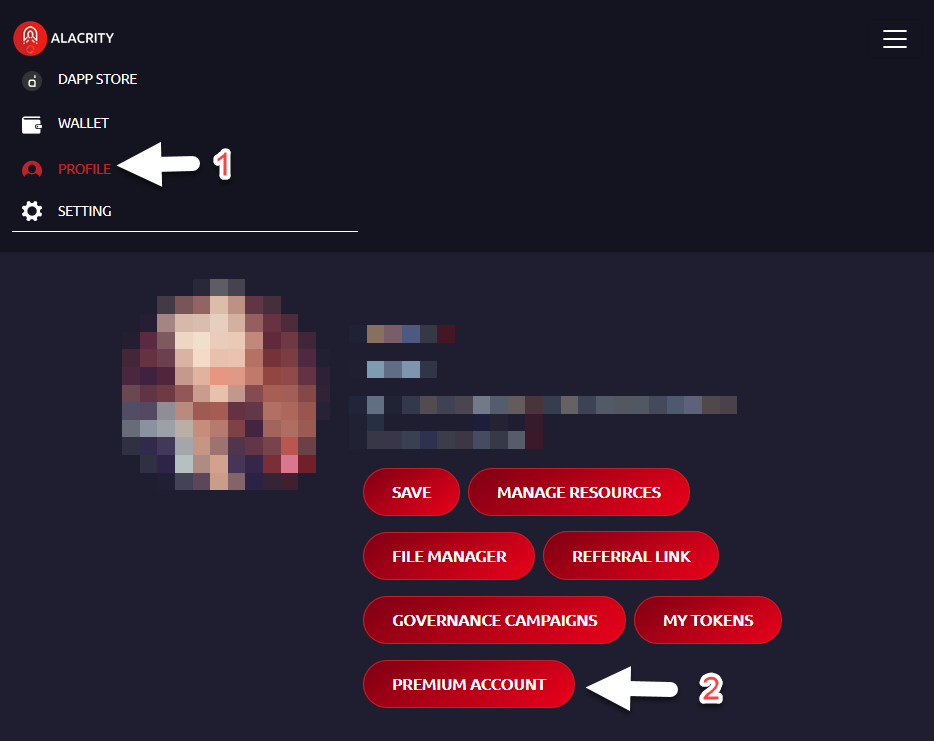 ALACRITY
DAPP STORE
WALLET
PROFILE 1
SETTING
SAVE MANAGE RESOURCES
FILE MANAGER REFERRAL LINK
GOVERNANCE CAMPAIGNS MY TOKENS
PREMIUM ACCOUNT 2